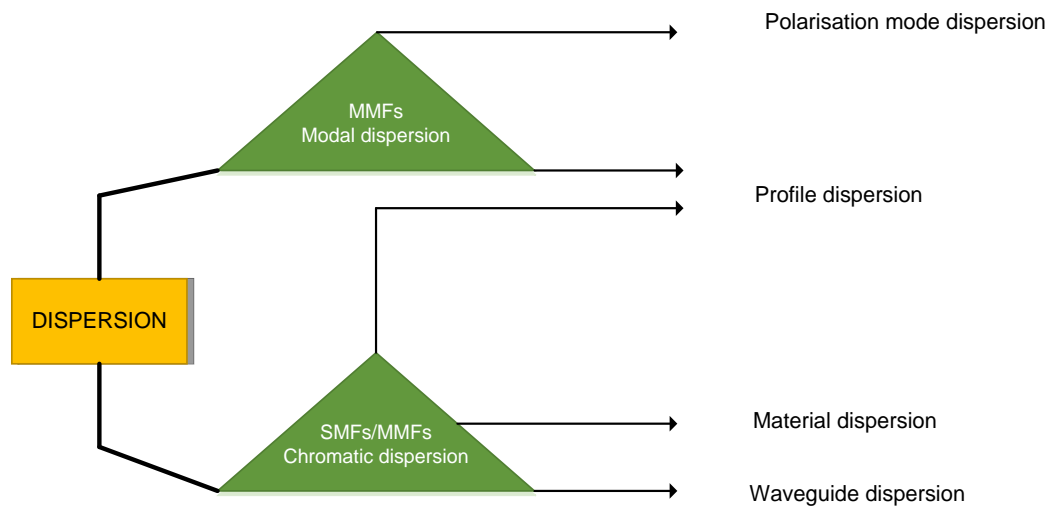 Polarisation mode dispersion
MMFs
Modal dispersion
Profile dispersion
DISPERSION
SMFs/MMFs
Chromatic dispersion
Material dispersion
Waveguide dispersion